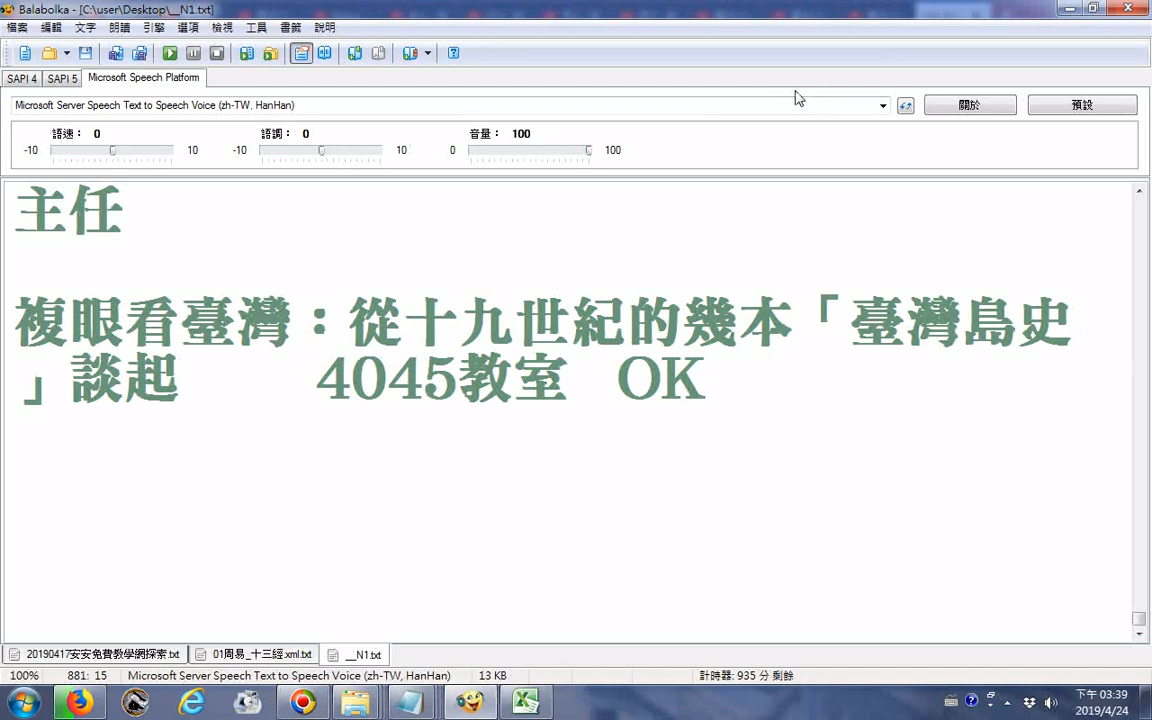 Balabolka - [C:\user\Desktop\__N1.txt]
檔案 編輯 文字 朗讀 引擎 選項 檢視 工具 書籤 說明
SAPI 4 SAPI 5 Microsoft Speech Platform
Microsoft Server Speech Text to Speech Voice (zh-TW, HanHan) 關於 預設
語速： 0 語調： 0 音量： 100
-10 10 -10 10 0 100
主任
複眼看臺灣：從十九世紀的幾本「臺灣島史
」談起 4045教室 OK
20190417安安免費教學網探索.txt 01周易_十三經.xml.txt __N1.txt
100% 881: 15 Microsoft Server Speech Text to Speech Voice (zh-TW, HanHan) 13 KB 計時器: 935 分 剩餘
下午 03:39
2019/4/24